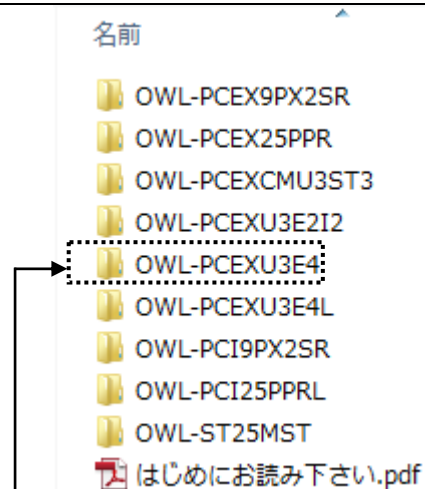 名前
OWL-PCEX9PX2SR
OWL-PCEX25PPR
OWL-PCEXCMU3ST3
OWL-PCEXU3E2I2
OWL-PCEXU3E4
OWL-PCEXU3E4L
OWL-PCI9PX2SR
OWL-PCI25PPRL
OWL-ST25MST
はじめにお読み下さい.pdf